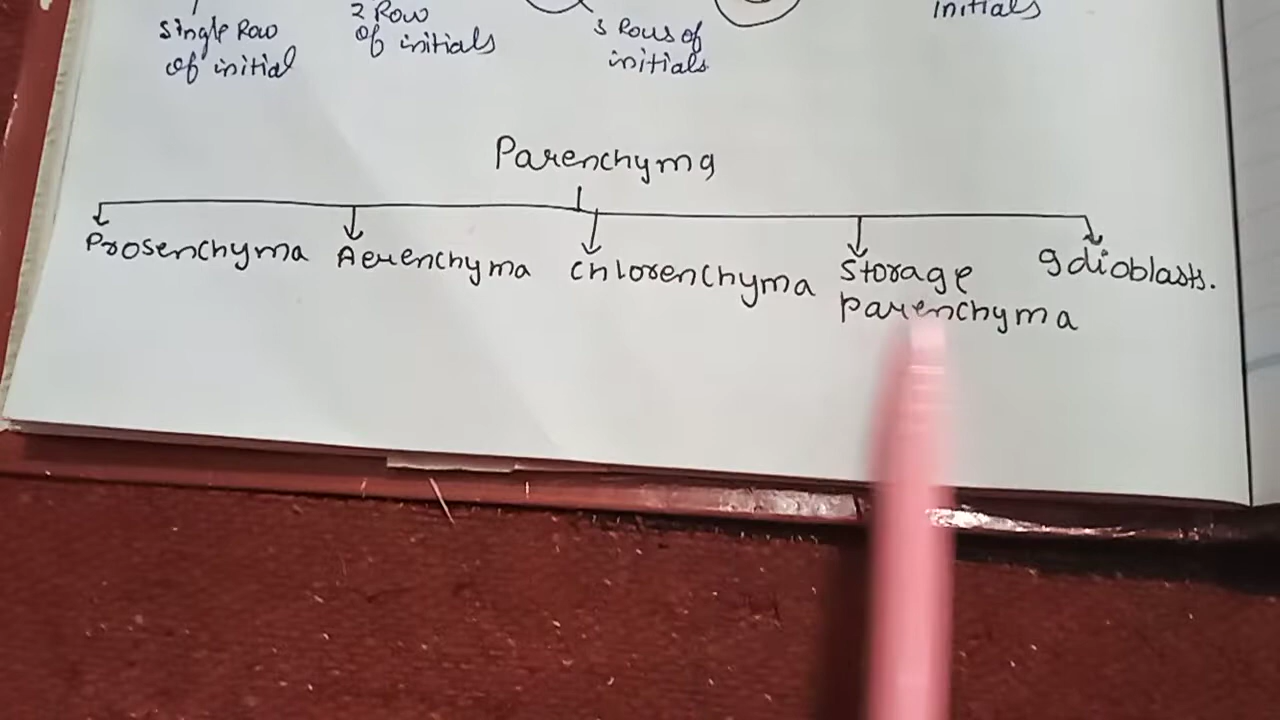 Single Row
of initial
2 Row
of initials
3 Rows of
initials
initials
Parenchyma
Prosenchyma
Aerenchyma
Chlorenchyma
Storage
parenchyma
Idioblasts.